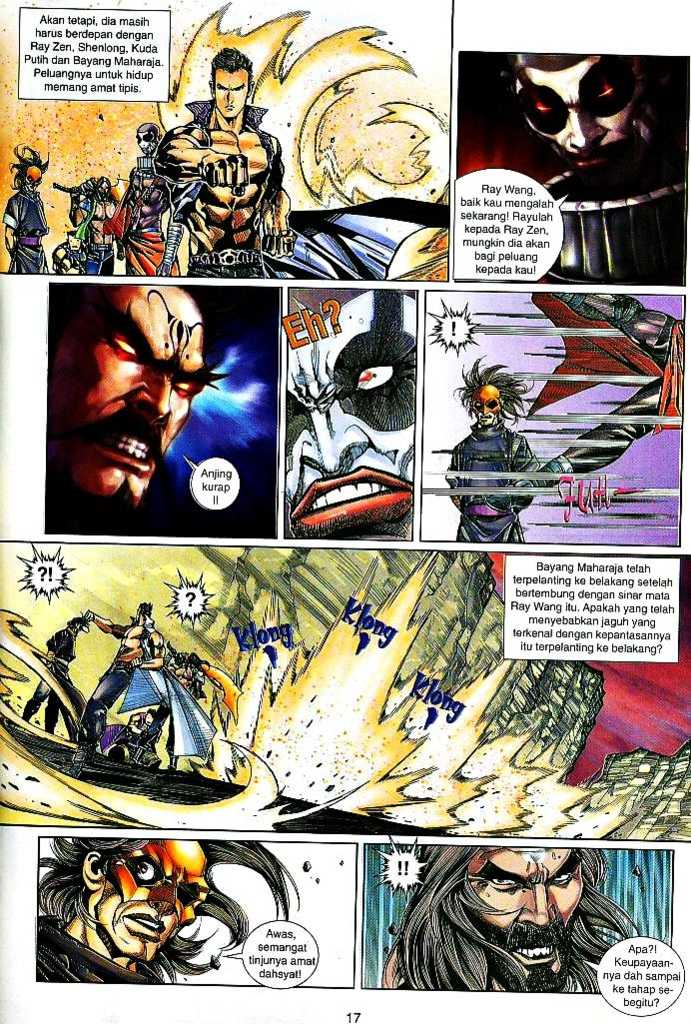 Akan tetapi, dia masih
harus berdepan dengan
Ray Zen, Shenlong, Kuda
Putih dan Bayang Maharaja.
Peluangnya untuk hidup
memang amat tipis.
Ray Wang,
baik kau mengalah
sekarang! Rayulah
kepada Ray Zen,
mungkin dia akan
bagi peluang
kepada kau!
Anjing
kurap
!!
Eh?
!
?!
?
Klong
Klong
Klong
Bayang Maharaja telah
terpelanting ke belakang setelah
bertembung dengan sinar mata
Ray Wang itu. Apakah yang telah
menyebabkan jaguh yang
terkenal dengan kepantasannya
itu terpelanting ke belakang?
Awas,
semangat
tinjunya amat
dahsyat!
!!
Apa?!
Keupayaan-
nya dah sampai
ke tahap se-
begitu?
17